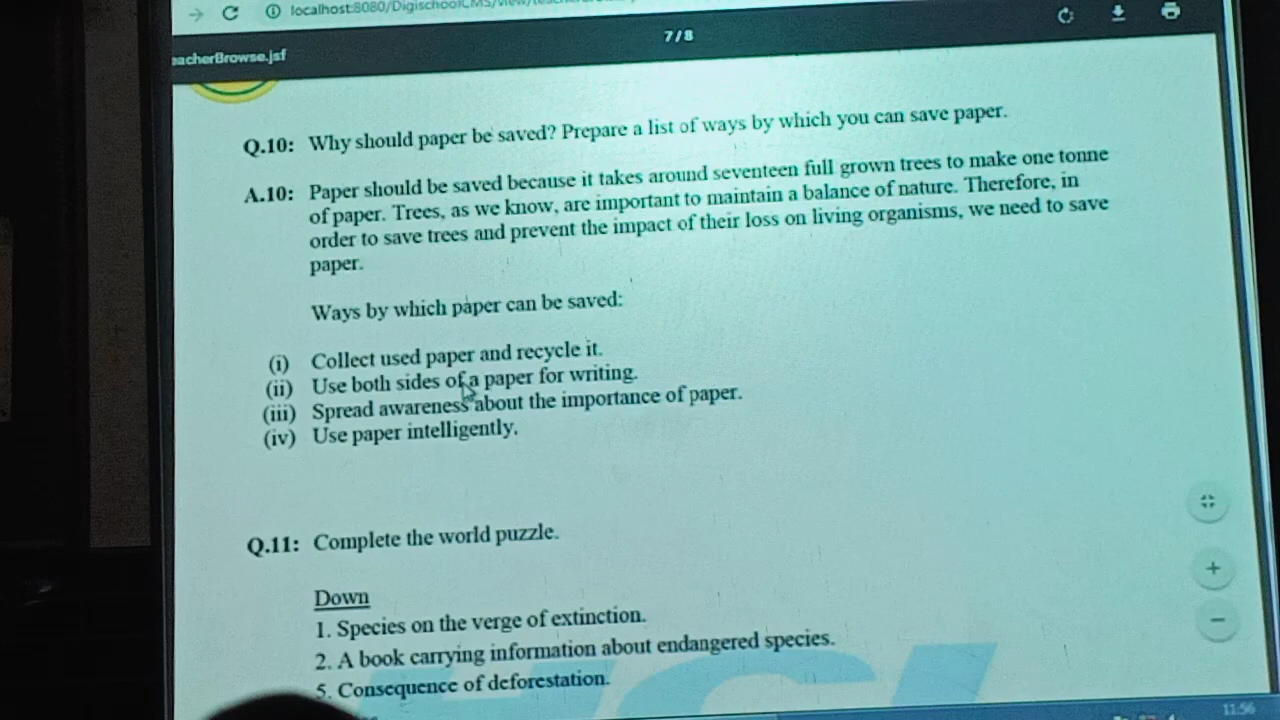 localhost:8080/DigischoolCMS/view/
eacherBrowse.jsf
7/8
Q.10: Why should paper be saved? Prepare a list of ways by which you can save paper.
A.10: Paper should be saved because it takes around seventeen full grown trees to make one tonne
of paper. Trees, as we know, are important to maintain a balance of nature. Therefore, in
order to save trees and prevent the impact of their loss on living organisms, we need to save
paper.
Ways by which paper can be saved:
(i) Collect used paper and recycle it.
(ii) Use both sides of a paper for writing.
(iii) Spread awareness about the importance of paper.
(iv) Use paper intelligently.
Q.11: Complete the world puzzle.
Down
1. Species on the verge of extinction.
2. A book carrying information about endangered species.
5. Consequence of deforestation.
11:56